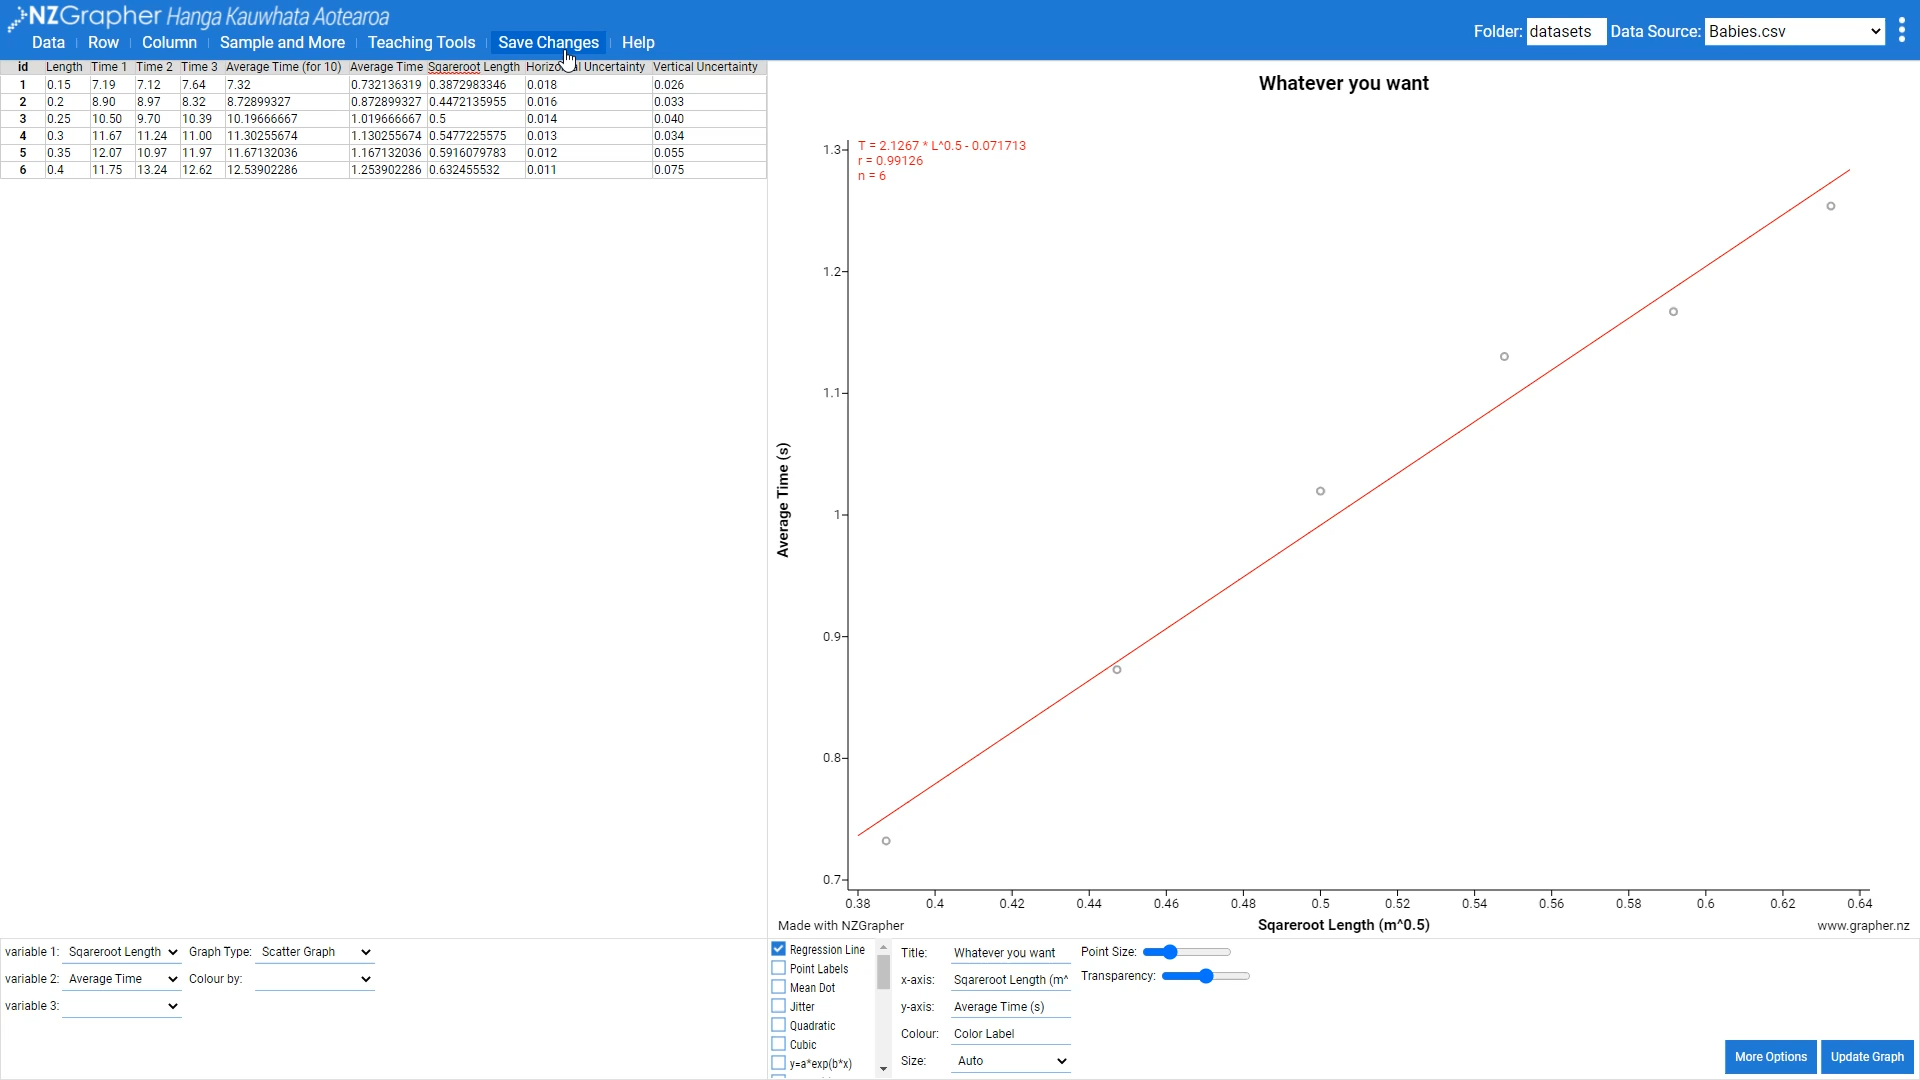 NZGrapher Hanga Kauwhata Aotearoa
Data Row Column Sample and More Teaching Tools Save Changes Help
Folder: datasets Data Source: Babies.csv
id Length Time 1 Time 2 Time 3 Average Time (for 10) Average Time Sqareroot Length Uncertainty Vertical Uncertainty
1 0.15 7.19 7.12 7.64 7.32 0.732136319 0.3872983346 0.018 0.026
2 0.2 8.90 8.97 8.32 8.72899327 0.872899327 0.4472135955 0.016 0.033
3 0.25 10.50 9.70 10.39 10.19666667 1.019666667 0.5 0.014 0.040
4 0.3 11.67 11.24 11.00 11.30255674 1.130255674 0.5477225575 0.013 0.034
5 0.35 12.07 10.97 11.97 11.67132036 1.167132036 0.5916079783 0.012 0.055
6 0.4 11.75 13.24 12.62 12.53902286 1.253902286 0.632455532 0.011 0.075
Whatever you want
T = 2.1267 * L^0.5 - 0.071713
r = 0.99126
n = 6
1.3
1.2
1.1
1
0.9
0.8
0.7
Average Time (s)
0.38 0.4 0.42 0.44 0.46 0.48 0.5 0.52 0.54 0.56 0.58 0.6 0.62 0.64
Made with NZGrapher Sqareroot Length (m^0.5) www.grapher.nz
variable 1: Sqareroot Length Graph Type: Scatter Graph
variable 2: Average Time Colour by:
variable 3:
Regression Line
Point Labels
Mean Dot
Jitter
Quadratic
Cubic
y=a*exp(b*x)
Title: Whatever you want
x-axis: Sqareroot Length (m^
y-axis: Average Time (s)
Colour: Color Label
Size: Auto
Point Size:
Transparency:
More Options Update Graph